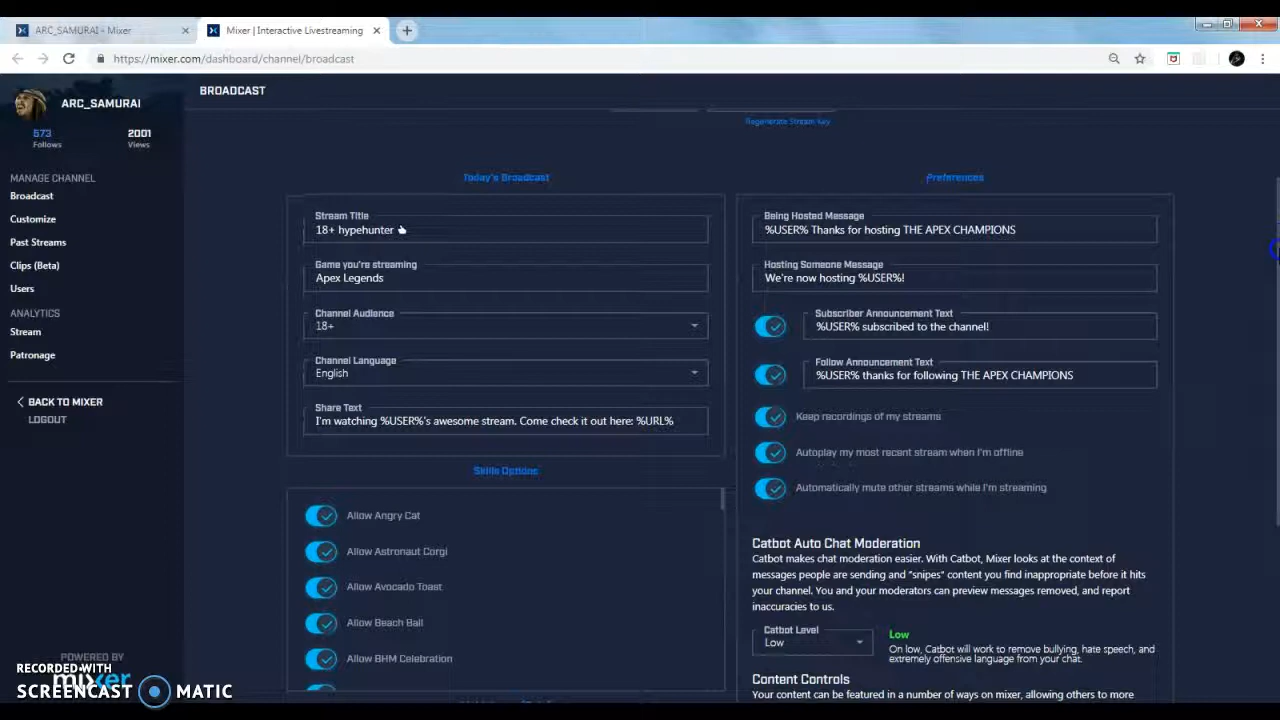 ARC_SAMURAI - Mixer
Mixer | Interactive Livestreaming
https://mixer.com/dashboard/channel/broadcast
ARC_SAMURAI
673 2001
Follows Views
MANAGE CHANNEL
Broadcast
Customize
Past Streams
Clips (Beta)
Users
ANALYTICS
Stream
Patronage
BACK TO MIXER
LOGOUT
POWERED BY
mixer
RECORDED WITH
SCREENCAST MATIC
BROADCAST
Regenerate Stream Key
Today's Broadcast
Stream Title
18+ hypehunter
Game you're streaming
Apex Legends
Channel Audience
18+
Channel Language
English
Share Text
I'm watching %USER%'s awesome stream. Come check it out here: %URL%
Skills Options
Allow Angry Cat
Allow Astronaut Corgi
Allow Avocado Toast
Allow Beach Ball
Allow BHM Celebration
Preferences
Being Hosted Message
%USER% Thanks for hosting THE APEX CHAMPIONS
Hosting Someone Message
We're now hosting %USER%!
Subscriber Announcement Text
%USER% subscribed to the channel!
Follow Announcement Text
%USER% thanks for following THE APEX CHAMPIONS
Keep recordings of my streams
Autoplay my most recent stream when I'm offline
Automatically mute other streams while I'm streaming
Catbot Auto Chat Moderation
Catbot makes chat moderation easier. With Catbot, Mixer looks at the context of
messages people are sending and "snipes" content you find inappropriate before it hits
your channel. You and your moderators can preview messages removed, and report
inaccuracies to us.
Catbot Level
Low
Low
On low, Catbot will work to remove bullying, hate speech, and
extremely offensive language from your chat.
Content Controls
Your content can be featured in a number of ways on mixer, allowing others to more